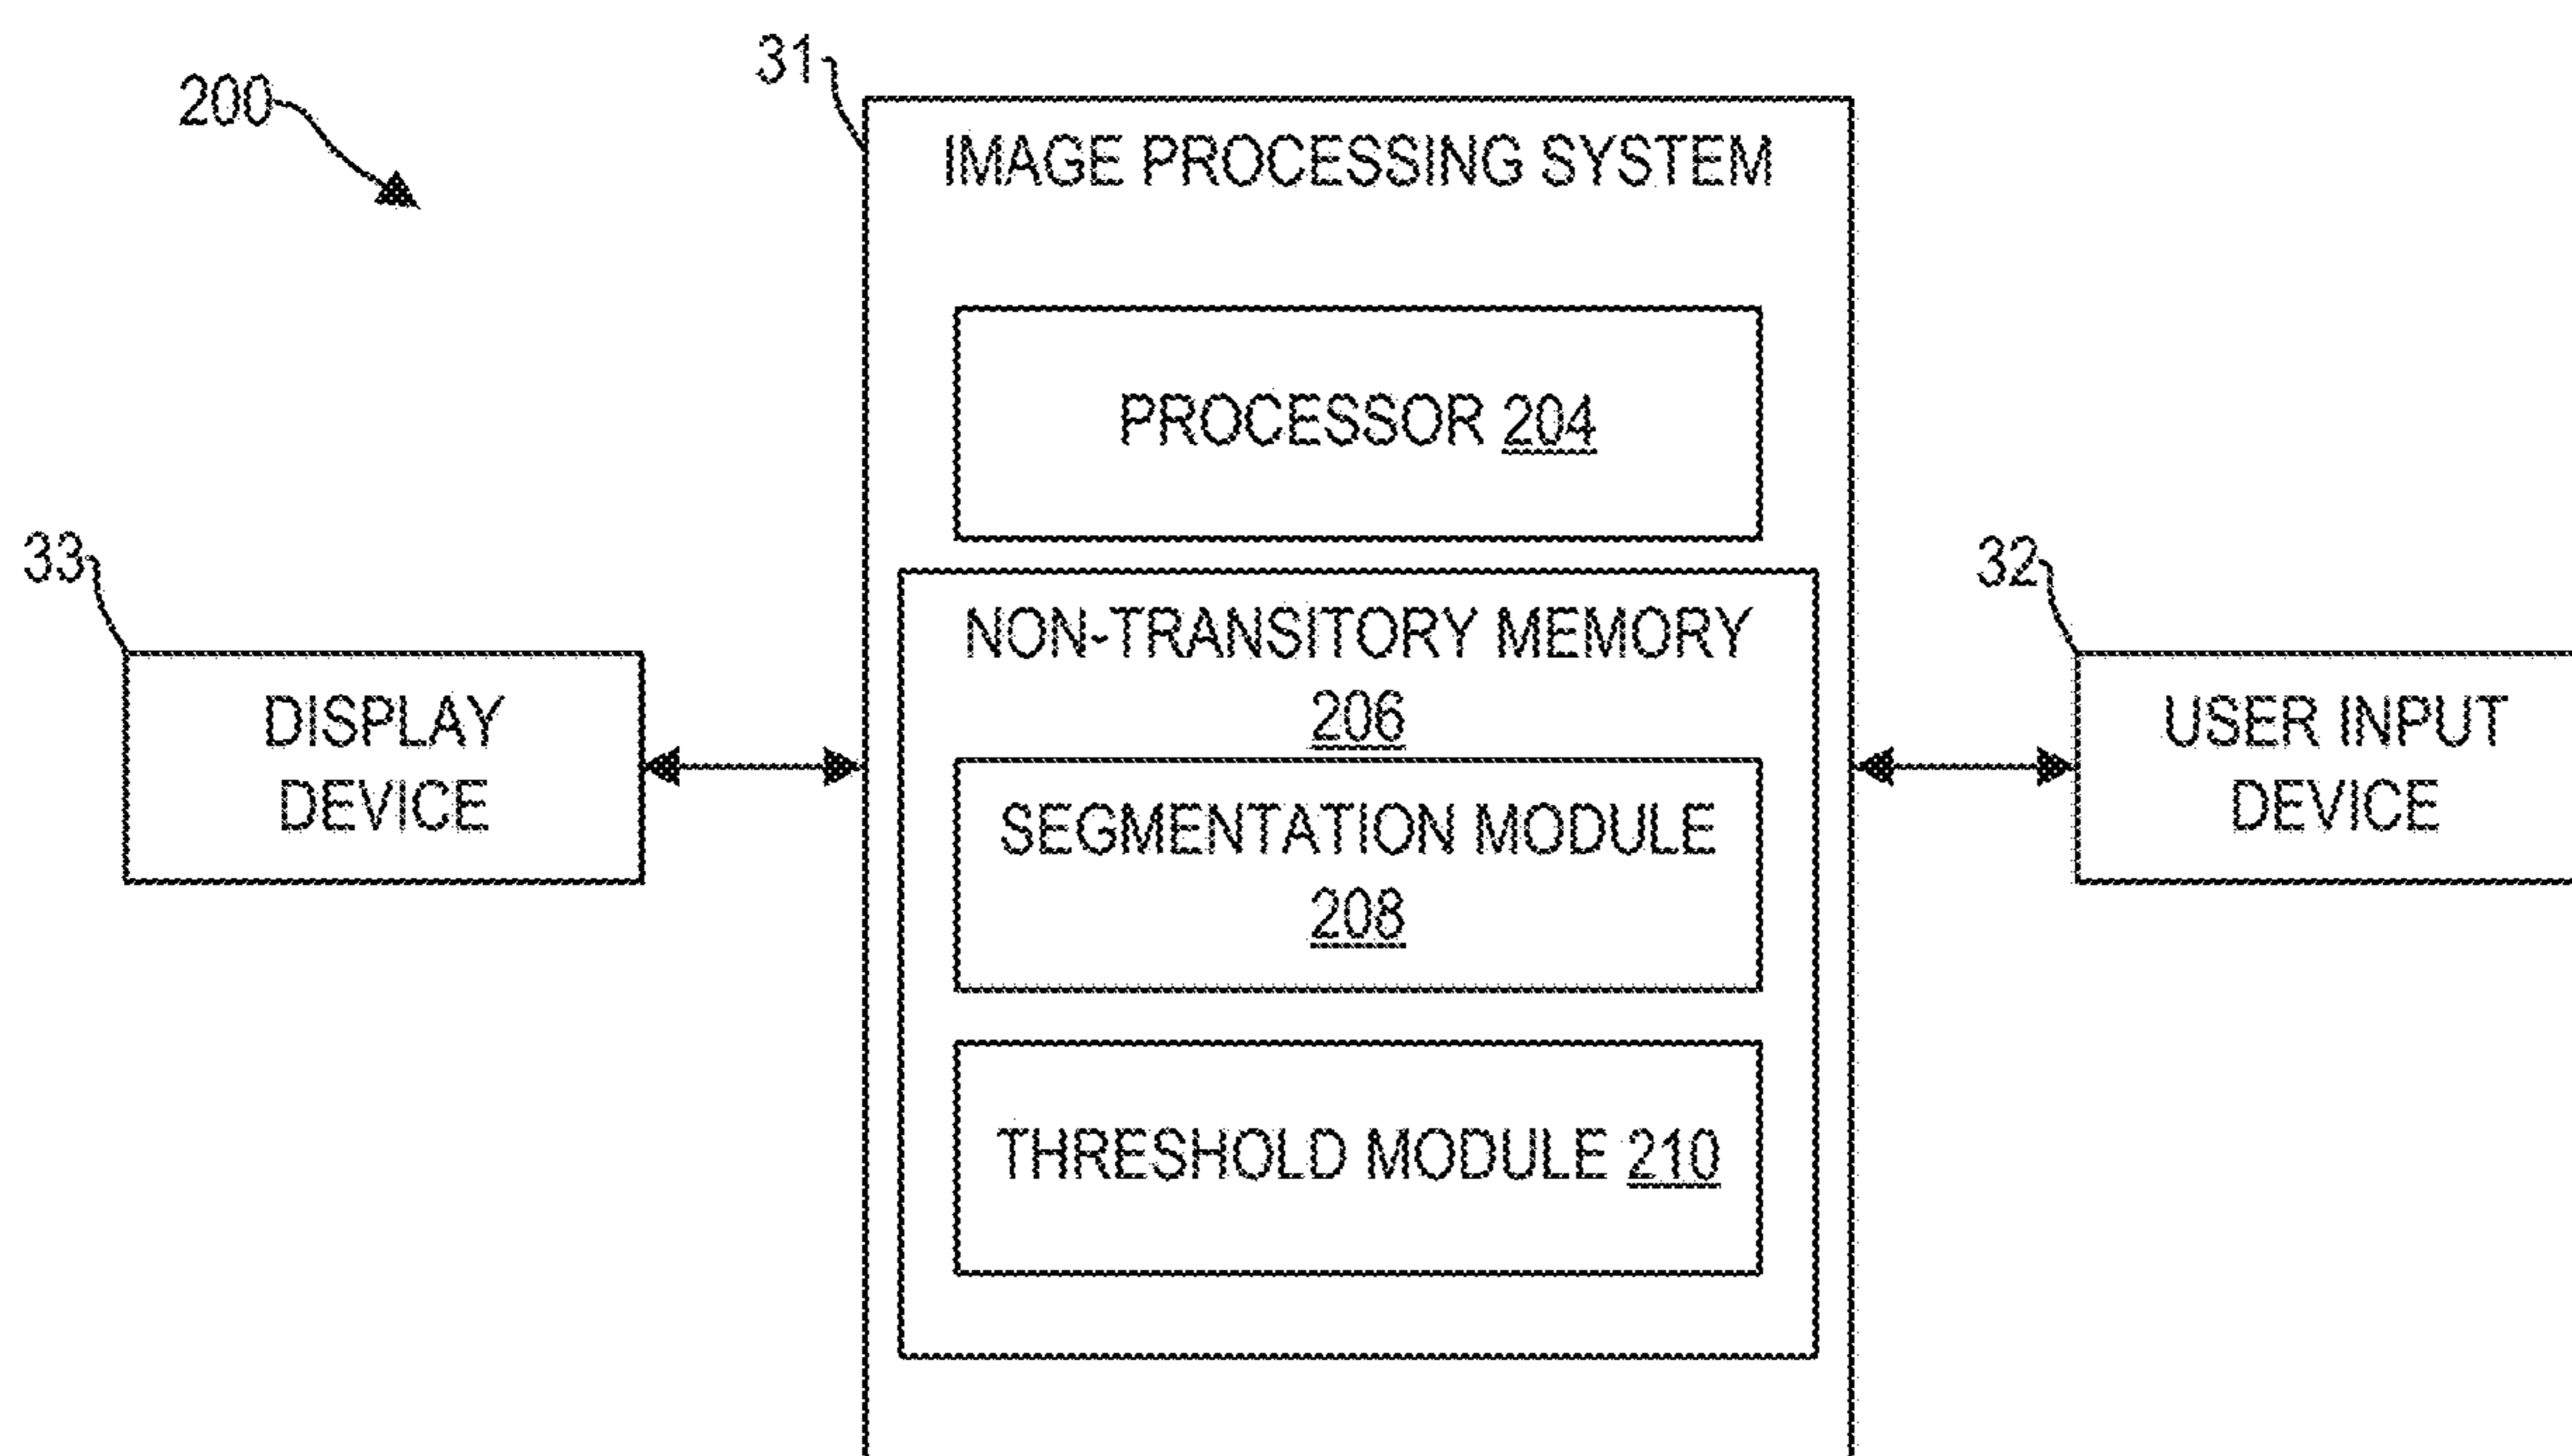 200
31
IMAGE PROCESSING SYSTEM
PROCESSOR 204
33
DISPLAY
DEVICE
NON-TRANSITORY MEMORY
206
SEGMENTATION MODULE
208
THRESHOLD MODULE 210
32
USER INPUT
DEVICE